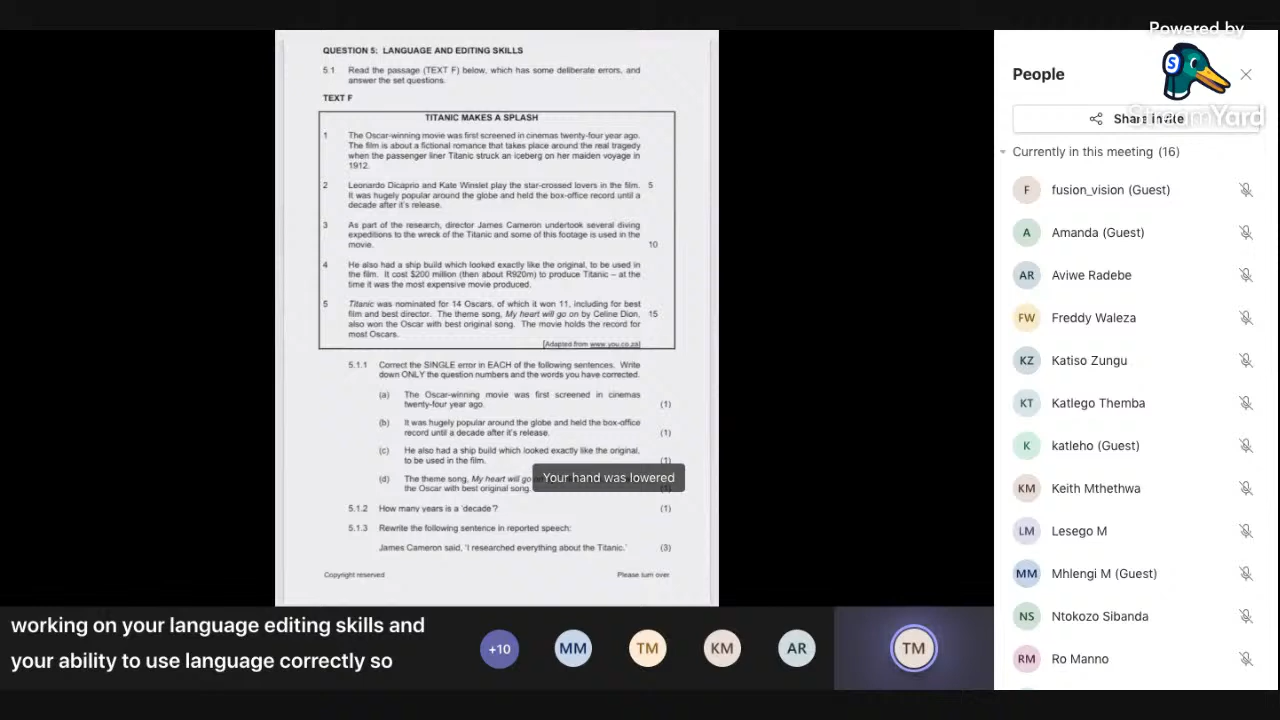 Powered by
StreamYard
QUESTION 5: LANGUAGE AND EDITING SKILLS
5.1 Read the passage (TEXT F) below, which has some deliberate errors, and
answer the set questions.
TEXT F
TITANIC MAKES A SPLASH
1 The Oscar-winning movie was first screened in cinemas twenty-four year ago.
The film is about a fictional romance that takes place around the real tragedy
when the passenger liner Titanic struck an iceberg on her maiden voyage in
1912.
2 Leonardo Dicaprio and Kate Winslet play the star-crossed lovers in the film. 5
It was hugely popular around the globe and held the box-office record until a
decade after it's release.
3 As part of the research, director James Cameron undertook several diving
expeditions to the wreck of the Titanic and some of this footage is used in the
movie. 10
4 He also had a ship build which looked exactly like the original, to be used in
the film. It cost $200 million (then about R920m) to produce Titanic – at the
time it was the most expensive movie produced.
5 Titanic was nominated for 14 Oscars, of which it won 11, including for best
film and best director. The theme song, My heart will go on by Celine Dion, 15
also won the Oscar with best original song. The movie holds the record for
most Oscars.
[Adapted from www.you.co.za]
5.1.1 Correct the SINGLE error in EACH of the following sentences. Write
down ONLY the question numbers and the words you have corrected.
(a) The Oscar-winning movie was first screened in cinemas
twenty-four year ago. (1)
(b) It was hugely popular around the globe and held the box-office
record until a decade after it's release. (1)
(c) He also had a ship build which looked exactly like the original,
to be used in the film. (1)
(d) The theme song, My heart will go
the Oscar with best original song.
Your hand was lowered
5.1.2 How many years is a 'decade'? (1)
5.1.3 Rewrite the following sentence in reported speech:
James Cameron said, 'I researched everything about the Titanic.' (3)
Copyright reserved Please turn over
working on your language editing skills and
your ability to use language correctly so
+10 MM TM KM AR TM
People
Share invite
Currently in this meeting (16)
F fusion_vision (Guest)
A Amanda (Guest)
AR Aviwe Radebe
FW Freddy Waleza
KZ Katiso Zungu
KT Katlego Themba
K katleho (Guest)
KM Keith Mthethwa
LM Lesego M
MM Mhlengi M (Guest)
NS Ntokozo Sibanda
RM Ro Manno